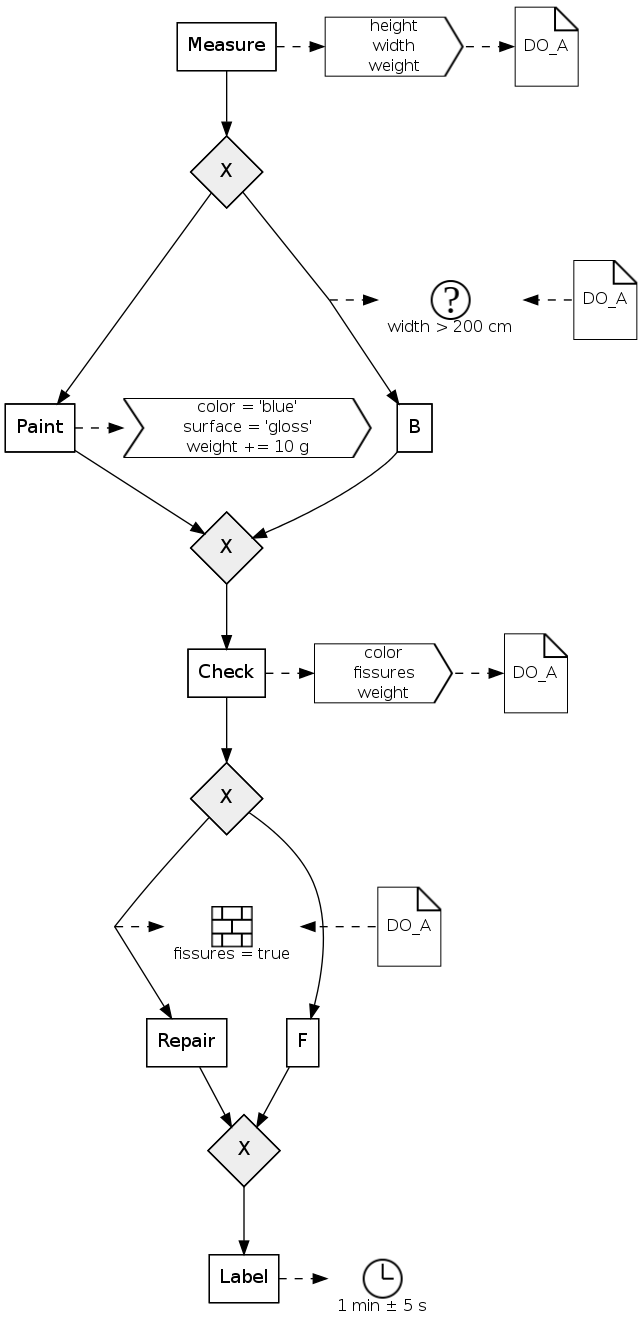 Measure
height
width
weight
DO_A
X
?
width > 200 cm
DO_A
Paint
color = 'blue'
surface = 'gloss'
weight += 10 g
B
X
Check
color
fissures
weight
DO_A
X
fissures = true
DO_A
Repair
F
X
Label
1 min ± 5 s